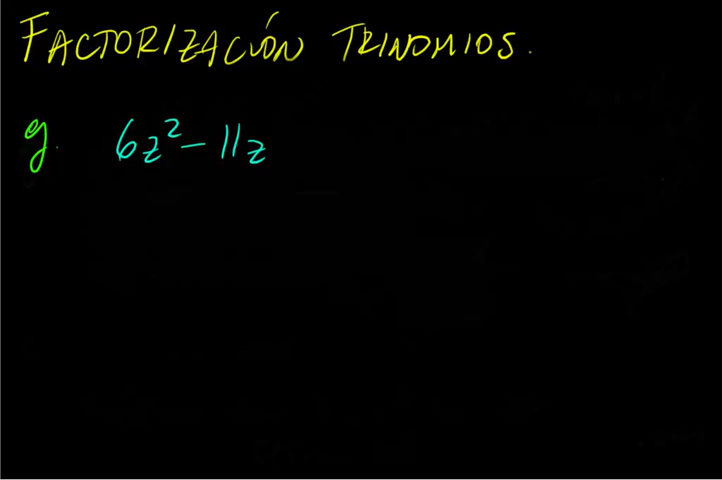 FACTORIZACIÓN TRINOMIOS.
g. 6z² - 11z